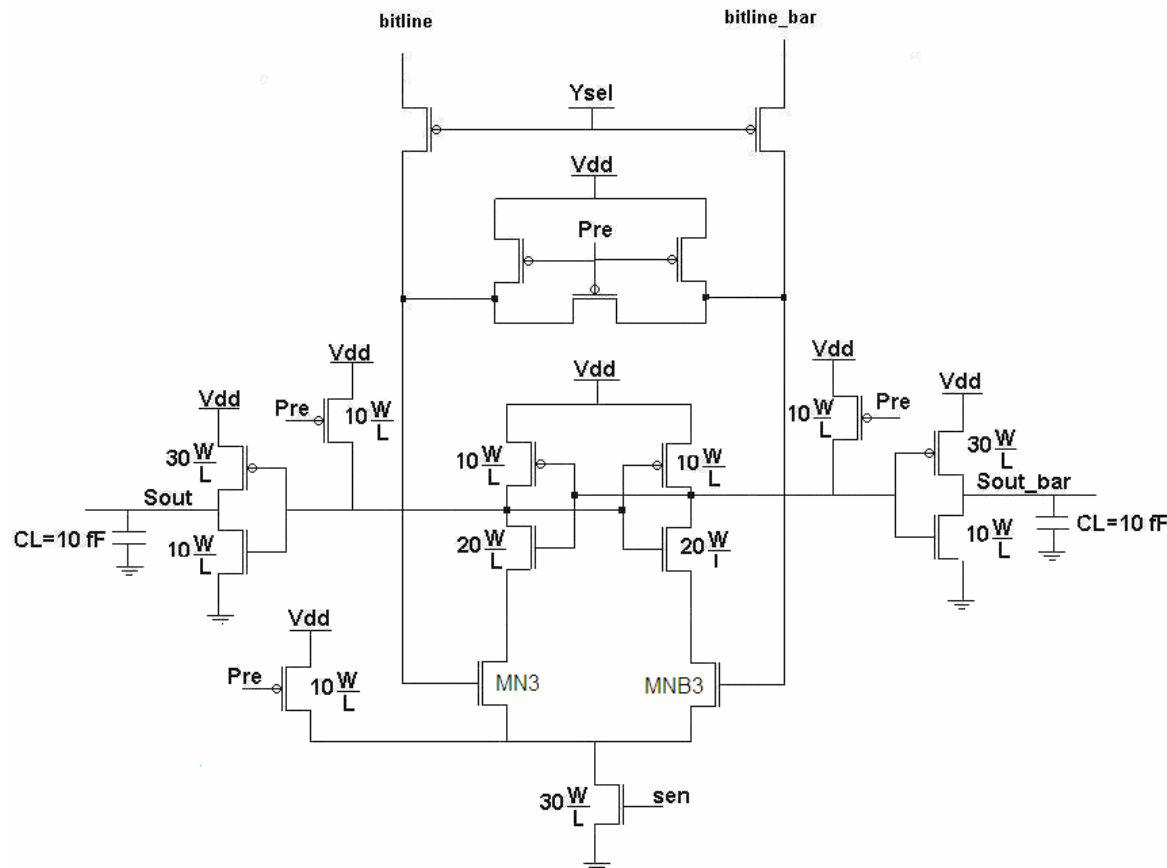 bitline
bitline_bar
Ysel
Vdd
Pre
Vdd
Vdd
Vdd
Vdd
Vdd
Pre
10 W/L
10 W/L
Pre
30 W/L
10 W/L
10 W/L
30 W/L
Sout
Sout_bar
CL=10 fF
10 W/L
20 W/L
20 W/I
10 W/L
CL=10 fF
Vdd
Pre
10 W/L
MN3
MNB3
30 W/L
sen